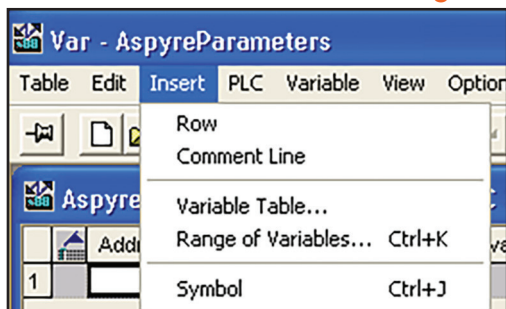 Var - AspyreParameters
Table Edit Insert PLC Variable View Option
Row
Comment Line
Aspyre
Variable Table...
Addr
Range of Variables... Ctrl+K
1
Symbol Ctrl+J